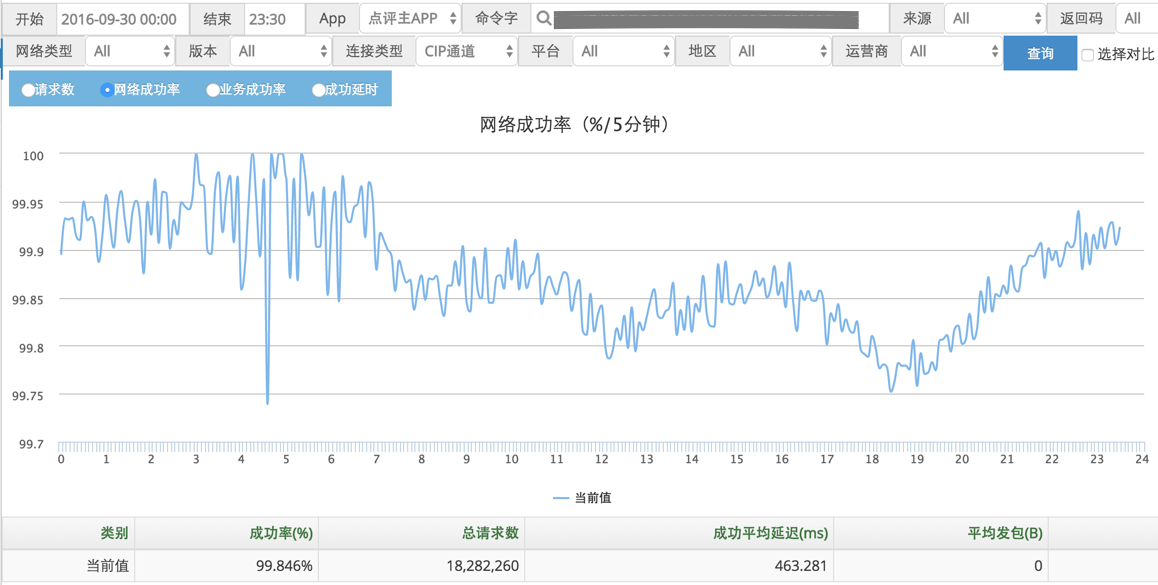 开始 2016-09-30 00:00 结束 23:30 App 点评主APP 命令字 来源 All 返回码 All
网络类型 All 版本 All 连接类型 CIP通道 平台 All 地区 All 运营商 All 查询 选择对比
请求数 网络成功率 业务成功率 成功延时
网络成功率（%/5分钟）
100
99.95
99.9
99.85
99.8
99.75
99.7
0 1 2 3 4 5 6 7 8 9 10 11 12 13 14 15 16 17 18 19 20 21 22 23 24
当前值
类别 成功率(%) 总请求数 成功平均延迟(ms) 平均发包(B)
当前值 99.846% 18,282,260 463.281 0